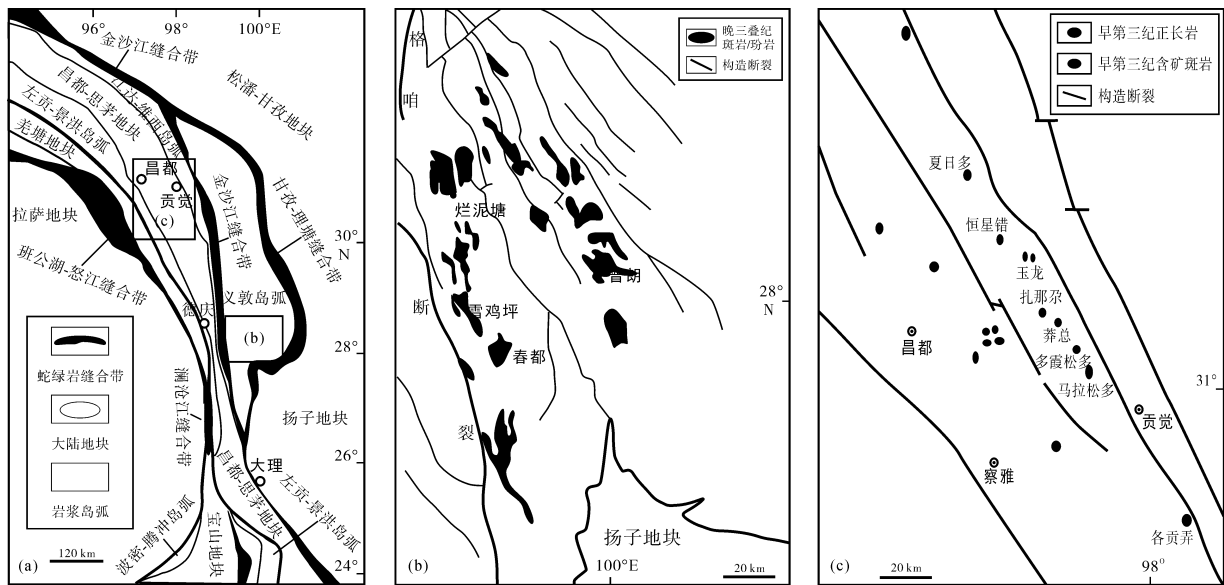 96°
98°
100°E
金沙江缝合带
松潘-甘孜地块
江达-维西岛弧
昌都-思茅地块
左贡-景洪岛弧
羌塘地块
昌都
贡觉
(c)
拉萨地块
金沙江缝合带
甘孜-理塘缝合带
班公湖-怒江缝合带
30°
N
德庆
义敦岛弧
(b)
28°
蛇绿岩缝合带
大陆地块
岩浆岛弧
澜沧江缝合带
扬子地块
大理
26°
昌都-思茅地块
左贡-景洪岛弧
波密-腾冲岛弧
宝山地块
24°
(a)
120 km
格
咱
断
裂
晚三叠纪
斑岩/玢岩
构造断裂
烂泥塘
普朗
雪鸡坪
春都
28°
N
扬子地块
(b)
100°E
20 km
早第三纪正长岩
早第三纪含矿斑岩
构造断裂
夏日多
恒星错
玉龙
扎那尕
莽总
昌都
多霞松多
马拉松多
31°
贡觉
察雅
各贡弄
(c)
20 km
98°